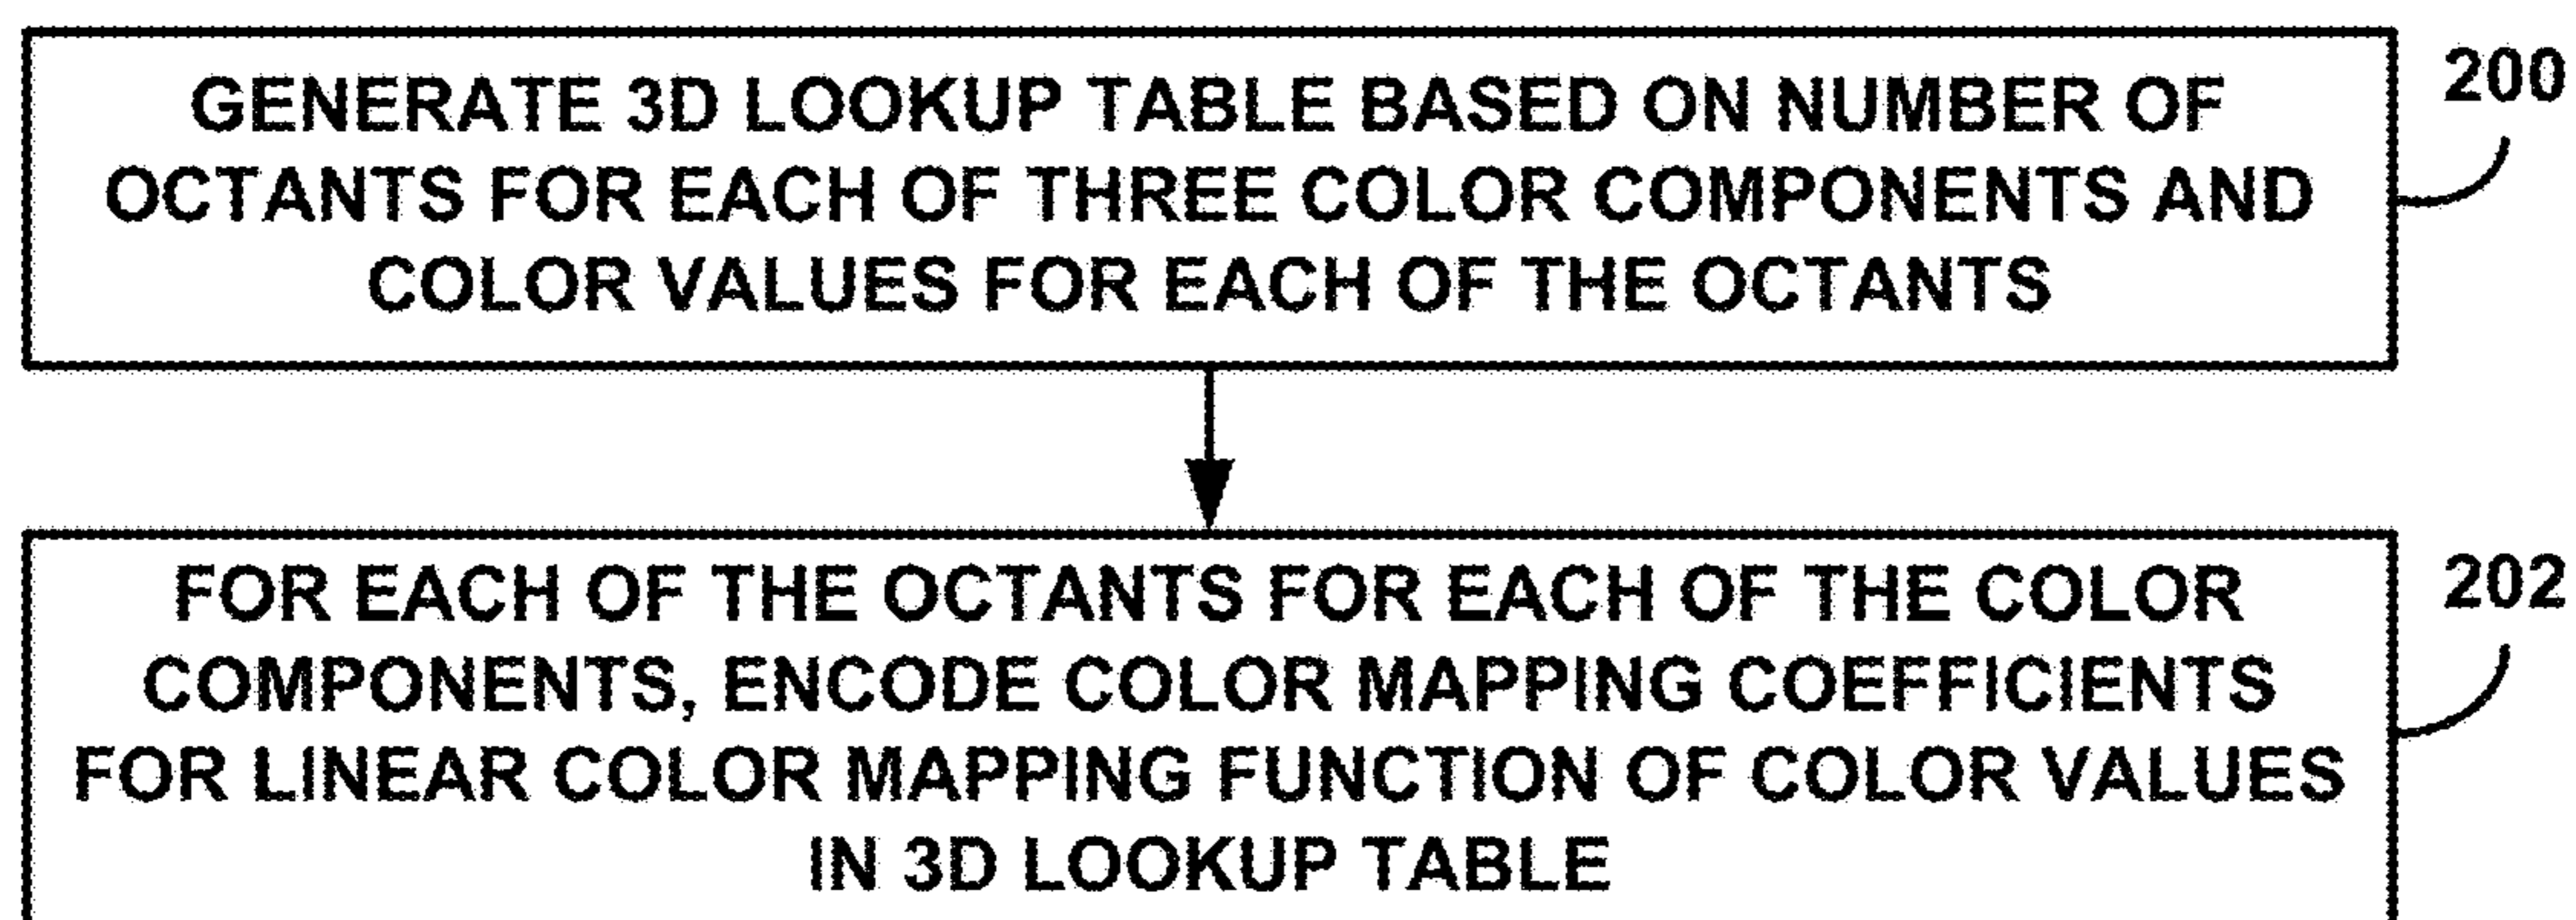 GENERATE 3D LOOKUP TABLE BASED ON NUMBER OF
OCTANTS FOR EACH OF THREE COLOR COMPONENTS AND
COLOR VALUES FOR EACH OF THE OCTANTS
200
FOR EACH OF THE OCTANTS FOR EACH OF THE COLOR
COMPONENTS, ENCODE COLOR MAPPING COEFFICIENTS
FOR LINEAR COLOR MAPPING FUNCTION OF COLOR VALUES
IN 3D LOOKUP TABLE
202